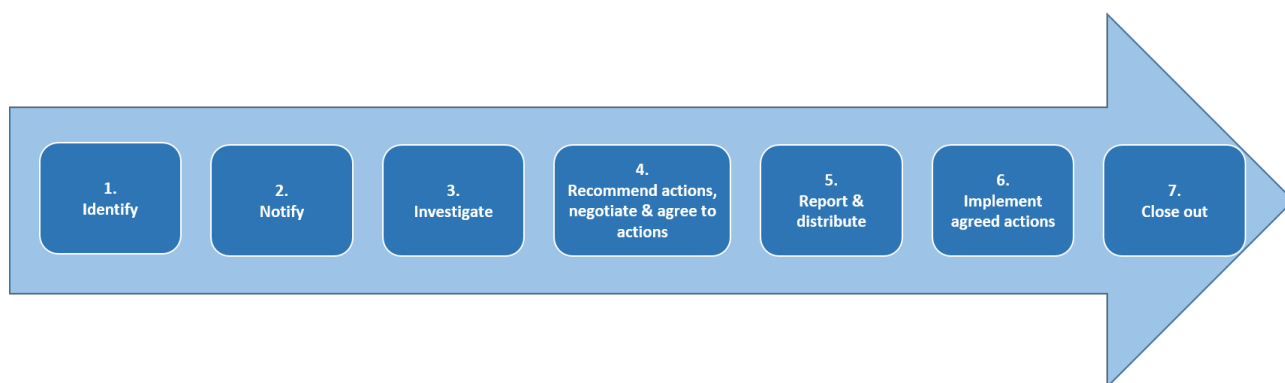 1.
Identify
2.
Notify
3.
Investigate
4.
Recommend actions,
negotiate & agree to
actions
5.
Report &
distribute
6.
Implement
agreed actions
7.
Close out